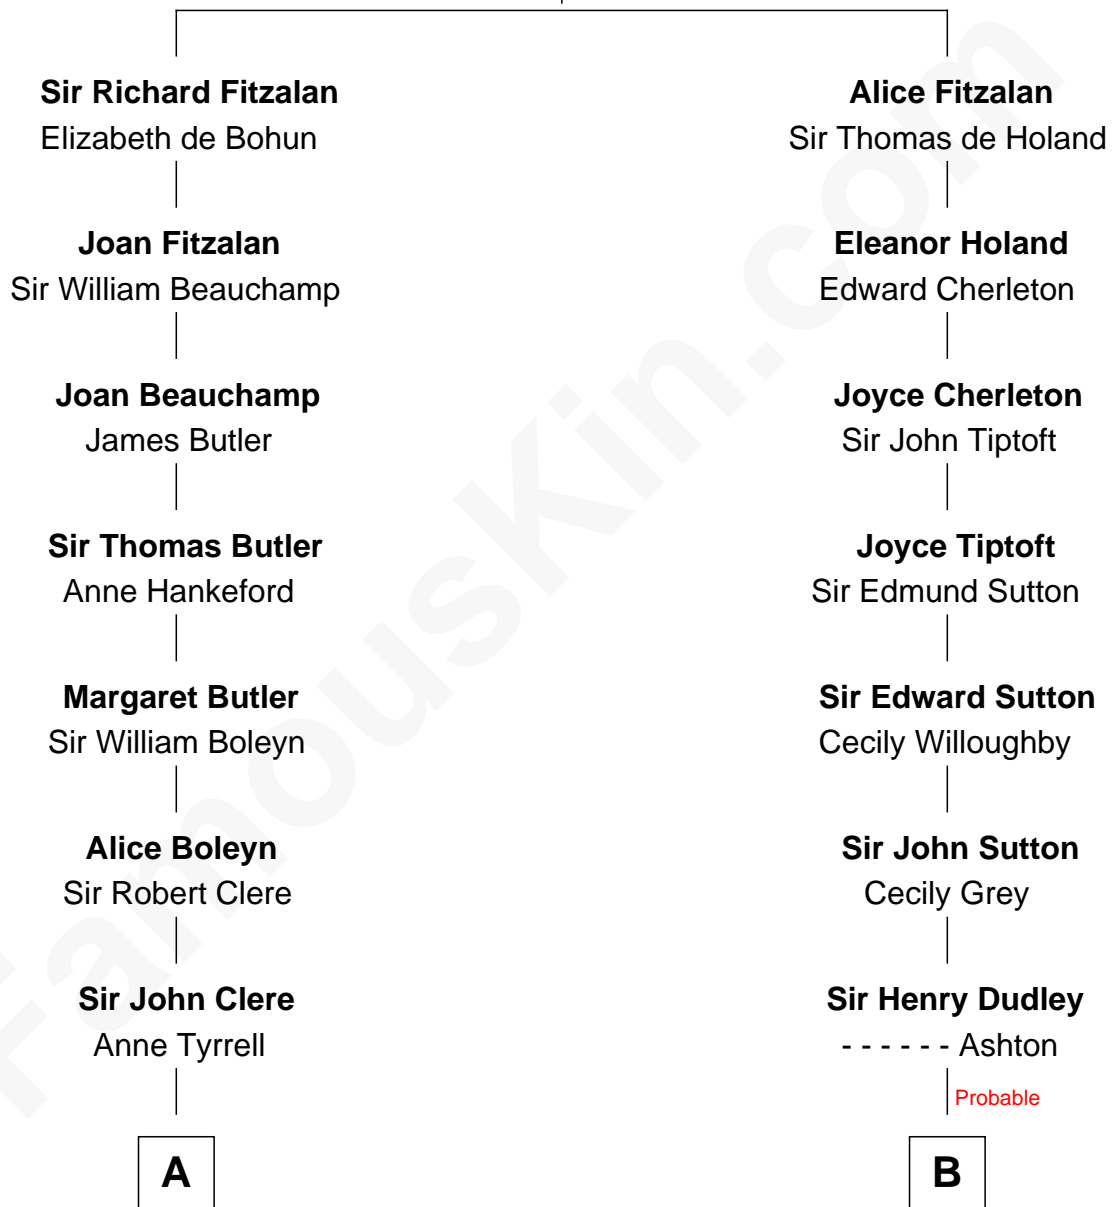 Sir Richard Fitzalan
Elizabeth de Bohun
Alice Fitzalan
Sir Thomas de Holand
Joan Fitzalan
Sir William Beauchamp
Eleanor Holand
Edward Cherleton
Joan Beauchamp
James Butler
Joyce Cherleton
Sir John Tiptoft
Sir Thomas Butler
Anne Hankeford
Joyce Tiptoft
Sir Edmund Sutton
Margaret Butler
Sir William Boleyn
Sir Edward Sutton
Cecily Willoughby
Alice Boleyn
Sir Robert Clere
Sir John Sutton
Cecily Grey
Sir John Clere
Anne Tyrrell
Sir Henry Dudley
- - - - - - Ashton
Probable
A
B
FamousKin.com